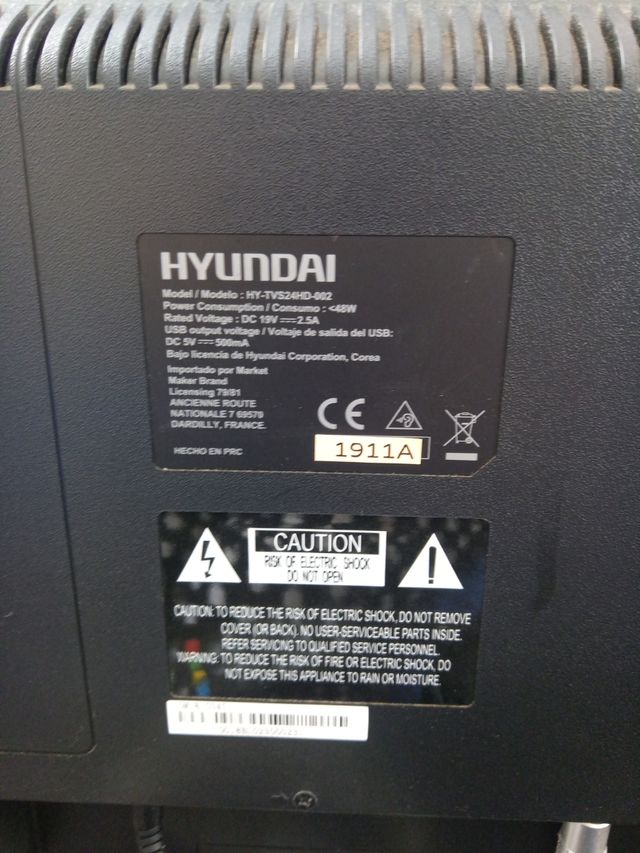 HYUNDAI
Model / Modelo : HY-TVS24HD-002
Power Consumption / Consumo : <48W
Rated Voltage : DC 19V ⎓ 2.5A
USB output voltage / Voltaje de salida del USB:
DC 5V ⎓ 500mA
Bajo licencia de Hyundai Corporation, Corea
Importado por Market
Maker Brand
Licensing 79/81
ANCIENNE ROUTE
NATIONALE 7 69570
DARDILLY, FRANCE.
HECHO EN PRC
CE
1911A
CAUTION
RISK OF ELECTRIC SHOCK
DO NOT OPEN
CAUTION: TO REDUCE THE RISK OF ELECTRIC SHOCK, DO NOT REMOVE
COVER (OR BACK). NO USER-SERVICEABLE PARTS INSIDE.
REFER SERVICING TO QUALIFIED SERVICE PERSONNEL.
WARNING: TO REDUCE THE RISK OF FIRE OR ELECTRIC SHOCK, DO
NOT EXPOSE THIS APPLIANCE TO RAIN OR MOISTURE.